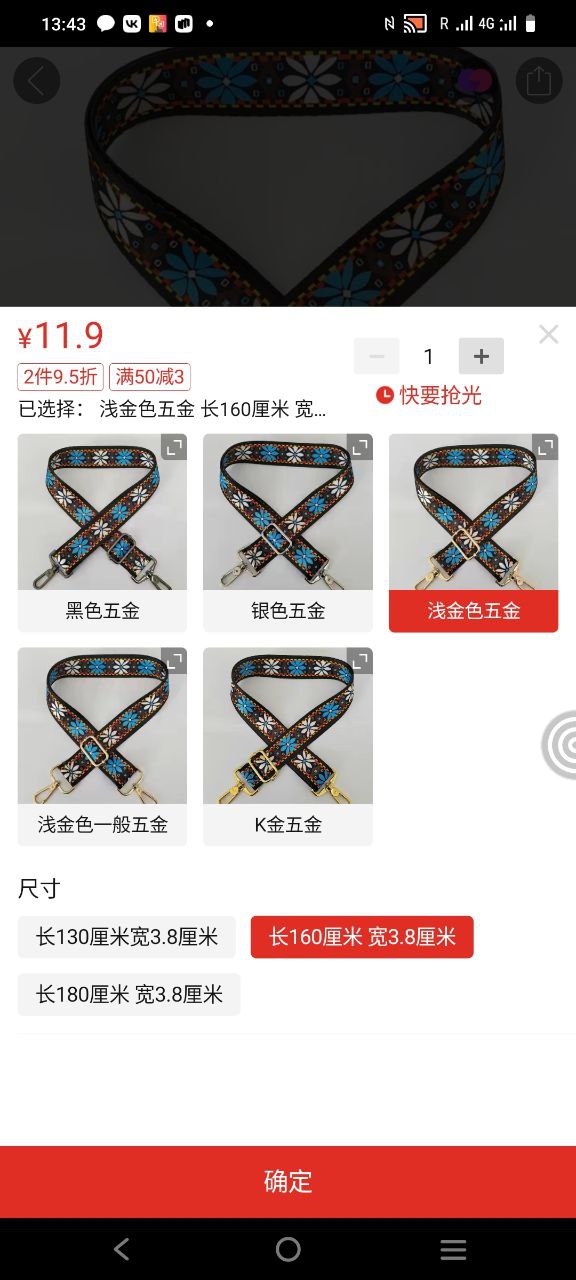 13:43 R 4G
¥11.9
1
2件9.5折 满50减3
快要抢光
已选择： 浅金色五金 长160厘米 宽...
黑色五金 银色五金 浅金色五金
浅金色一般五金 K金五金
尺寸
长130厘米宽3.8厘米 长160厘米 宽3.8厘米
长180厘米 宽3.8厘米
确定